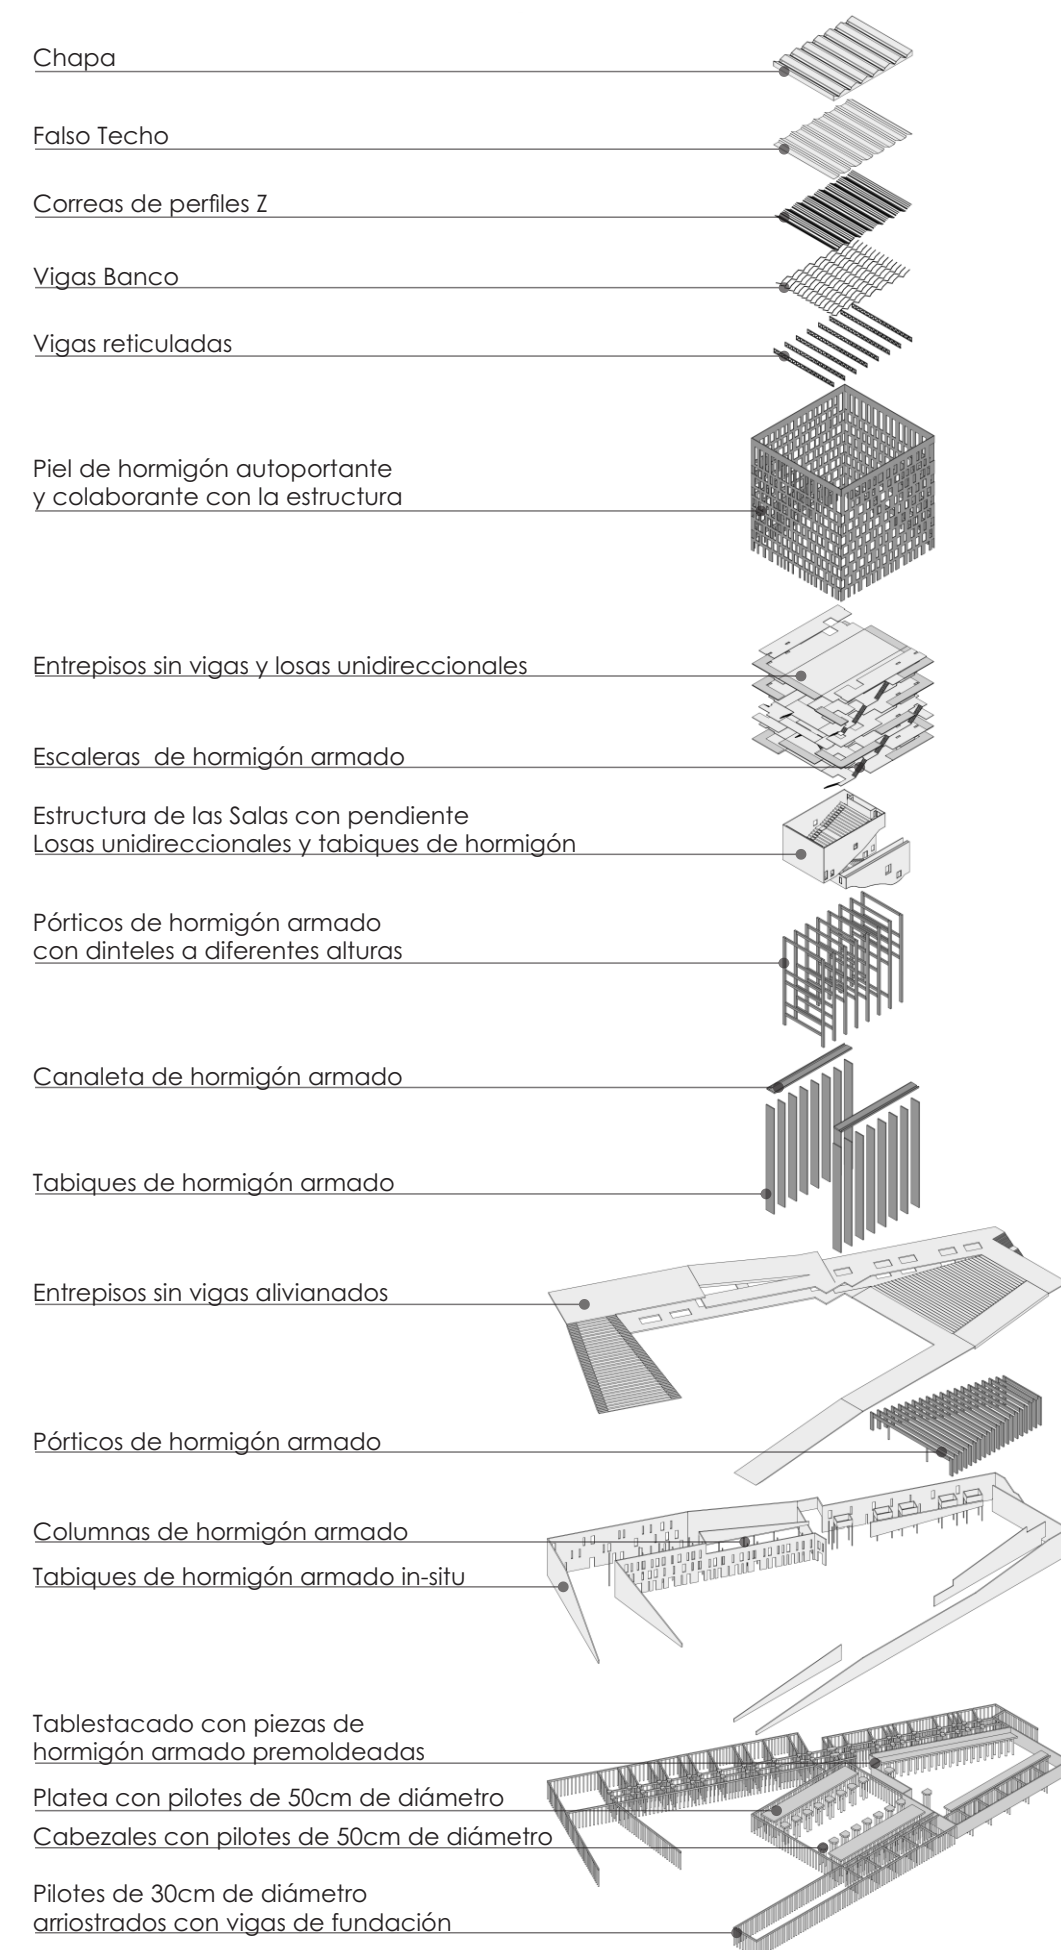 Chapa
Falso Techo
Correas de perfiles Z
Vigas Banco
Vigas reticuladas
Piel de hormigón autoportante
y colaborante con la estructura
Entrepisos sin vigas y losas unidireccionales
Escaleras  de hormigón armado
Estructura de las Salas con pendiente
Losas unidireccionales y tabiques de hormigón
Pórticos de hormigón armado
con dinteles a diferentes alturas
Canaleta de hormigón armado
Tabiques de hormigón armado
Entrepisos sin vigas alivianados
Pórticos de hormigón armado
Columnas de hormigón armado
Tabiques de hormigón armado in-situ
Tablestacado con piezas de
hormigón armado premoldeadas
Platea con pilotes de 50cm de diámetro
Cabezales con pilotes de 50cm de diámetro
Pilotes de 30cm de diámetro
arriostrados con vigas de fundación